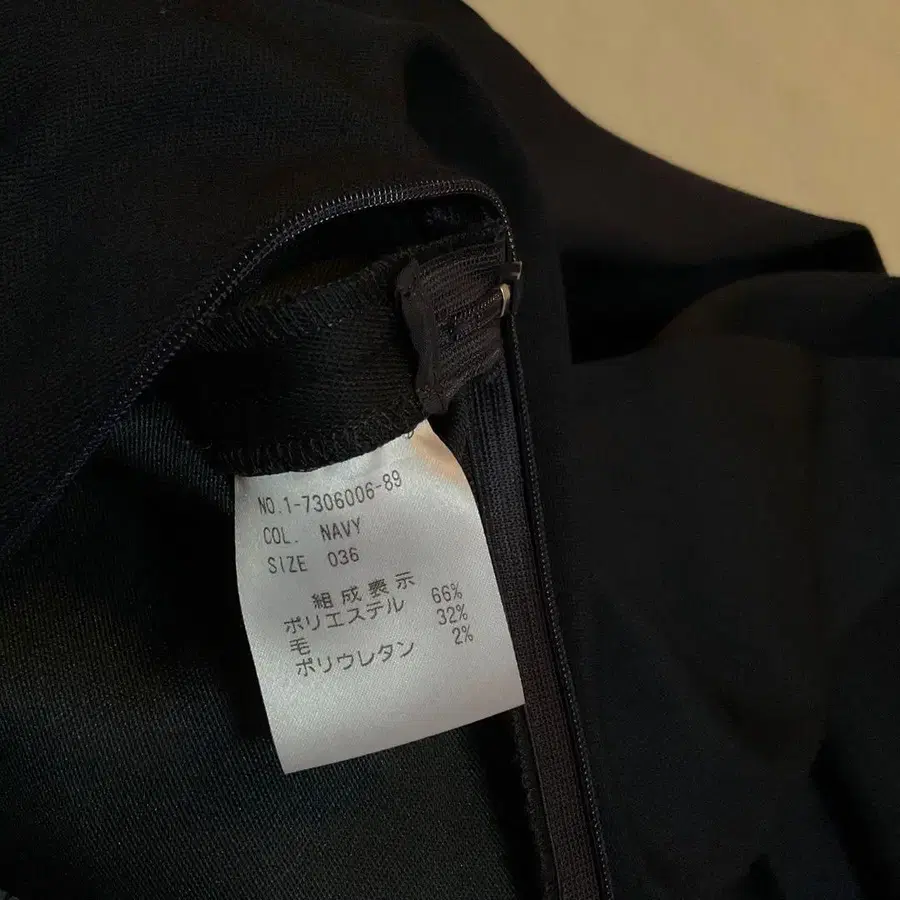 NO.1-7306006-89
COL. NAVY
SIZE 036
組成表示
ポリエステル 66%
毛 32%
ポリウレタン 2%